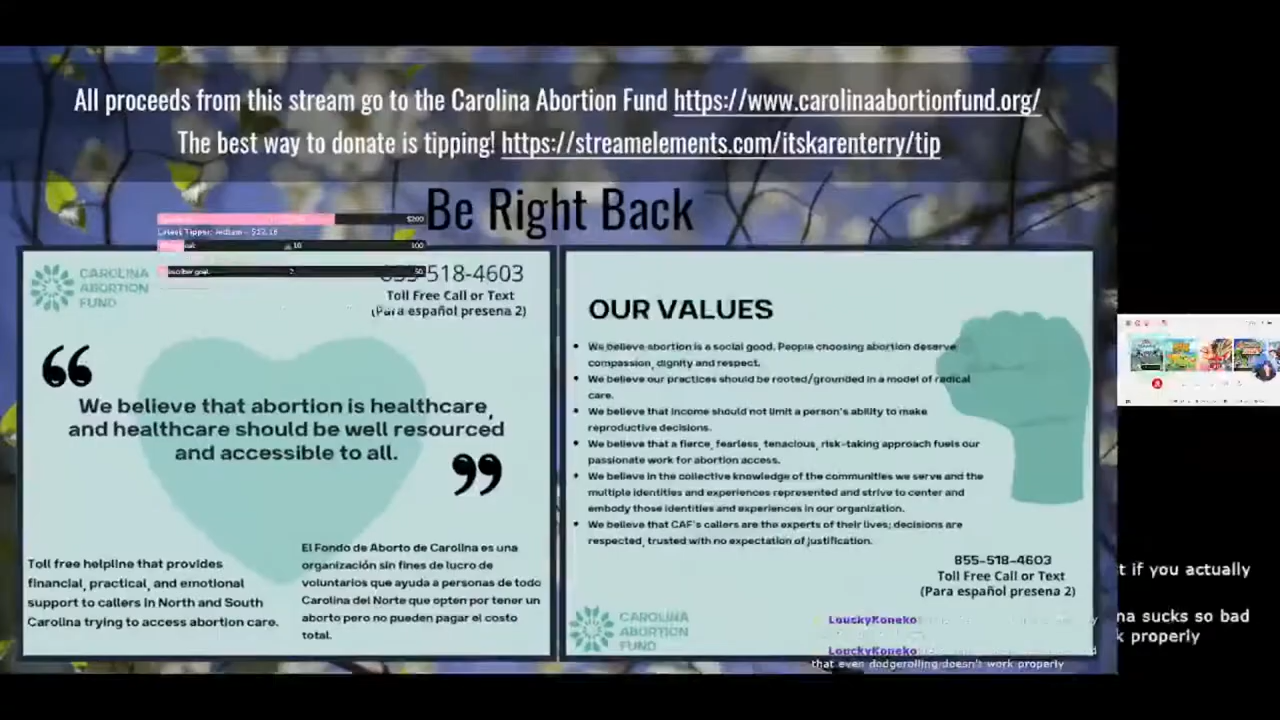 All proceeds from this stream go to the Carolina Abortion Fund https://www.carolinaabortionfund.org/
The best way to donate is tipping! https://streamelements.com/itskarenterry/tip
Be Right Back
$200
Latest Tipper:
10
100
50
CAROLINA
ABORTION
FUND
855-518-4603
Toll Free Call or Text
(Para español presena 2)
“
We believe that abortion is healthcare,
and healthcare should be well resourced
and accessible to all.
”
Toll free helpline that provides
financial, practical, and emotional
support to callers in North and South
Carolina trying to access abortion care.
El Fondo de Aborto de Carolina es una
organización sin fines de lucro de
voluntarios que ayuda a personas de todo
Carolina del Norte que opten por tener un
aborto pero no pueden pagar el costo
total.
OUR VALUES
• We believe abortion is a social good. People choosing abortion deserve
compassion, dignity and respect.
• We believe our practices should be rooted/grounded in a model of radical
care.
• We believe that income should not limit a person's ability to make
reproductive decisions.
• We believe that a fierce, fearless, tenacious, risk-taking approach fuels our
passionate work for abortion access.
• We believe in the collective knowledge of the communities we serve and the
multiple identities and experiences represented and strive to center and
embody those identities and experiences in our organization.
• We believe that CAF's callers are the experts of their lives; decisions are
respected, trusted with no expectation of justification.
855-518-4603
Toll Free Call or Text
(Para español presena 2)
CAROLINA
ABORTION
FUND
LouckyKoneko
LouckyKoneko
that even dodgerolling doesn't work properly
t if you actually
na sucks so bad
k properly